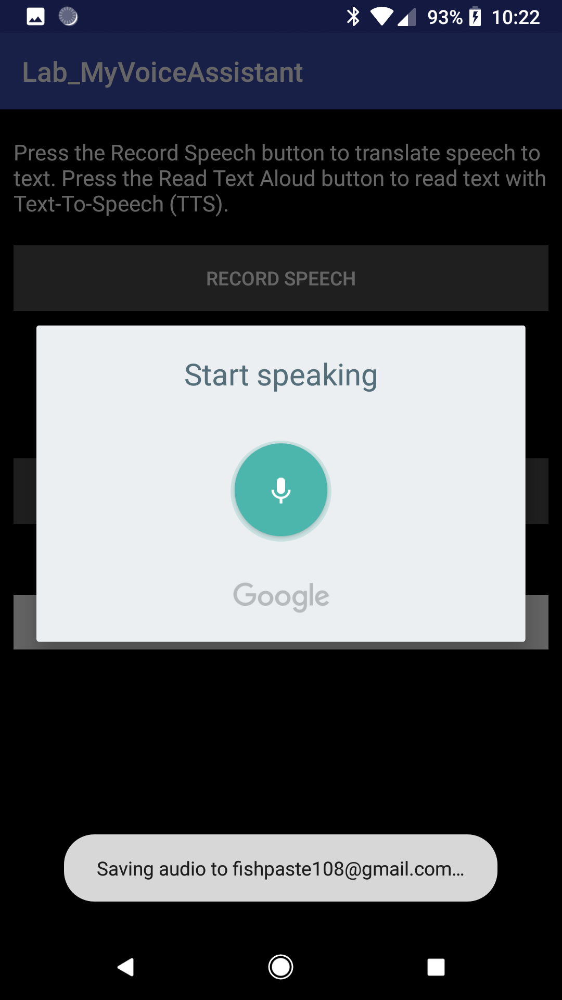 93% 10:22
Lab_MyVoiceAssistant
Press the Record Speech button to translate speech to
text. Press the Read Text Aloud button to read text with
Text-To-Speech (TTS).
RECORD SPEECH
Start speaking
Google
Saving audio to fishpaste108@gmail.com…